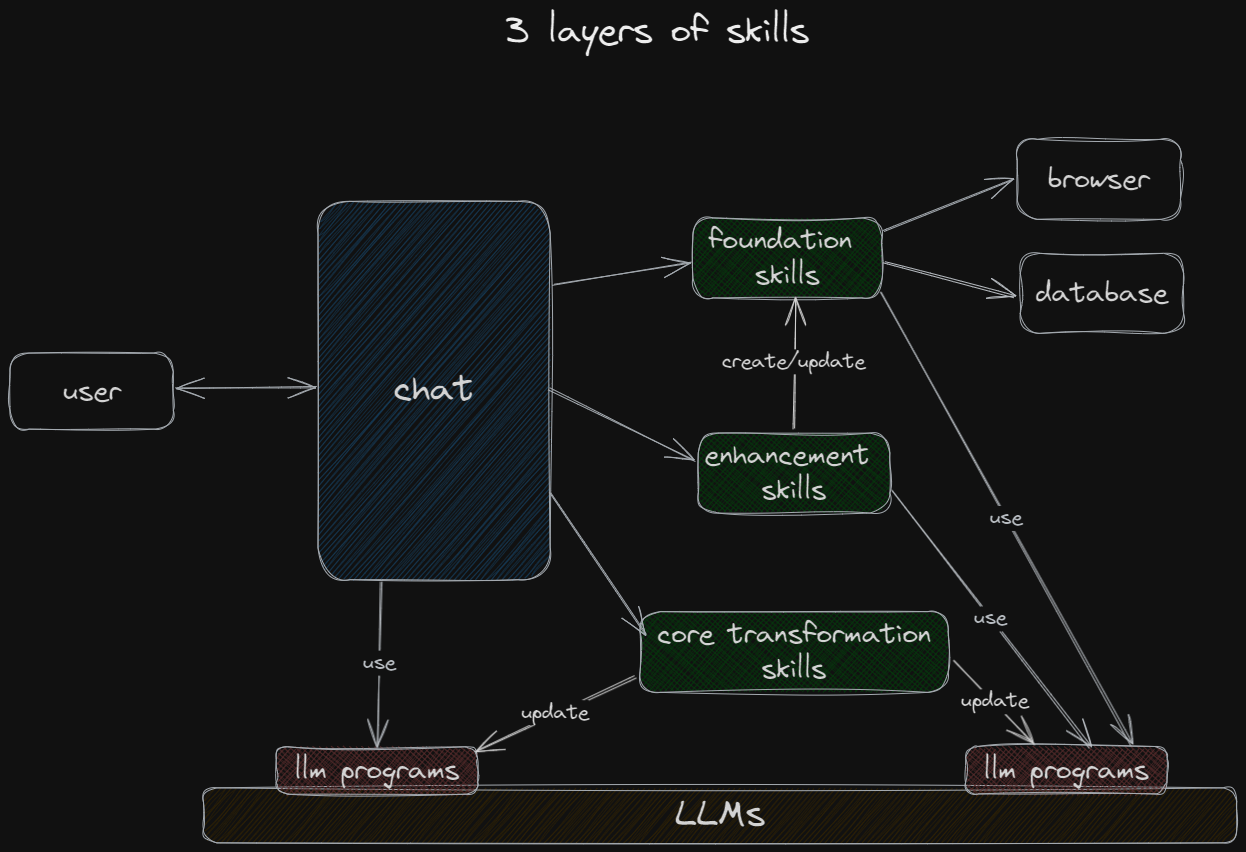 3 layers of skills
browser
foundation
skills
database
create/update
user
chat
enhancement
skills
use
use
core transformation
skills
use
update
update
llm programs
llm programs
LLMs